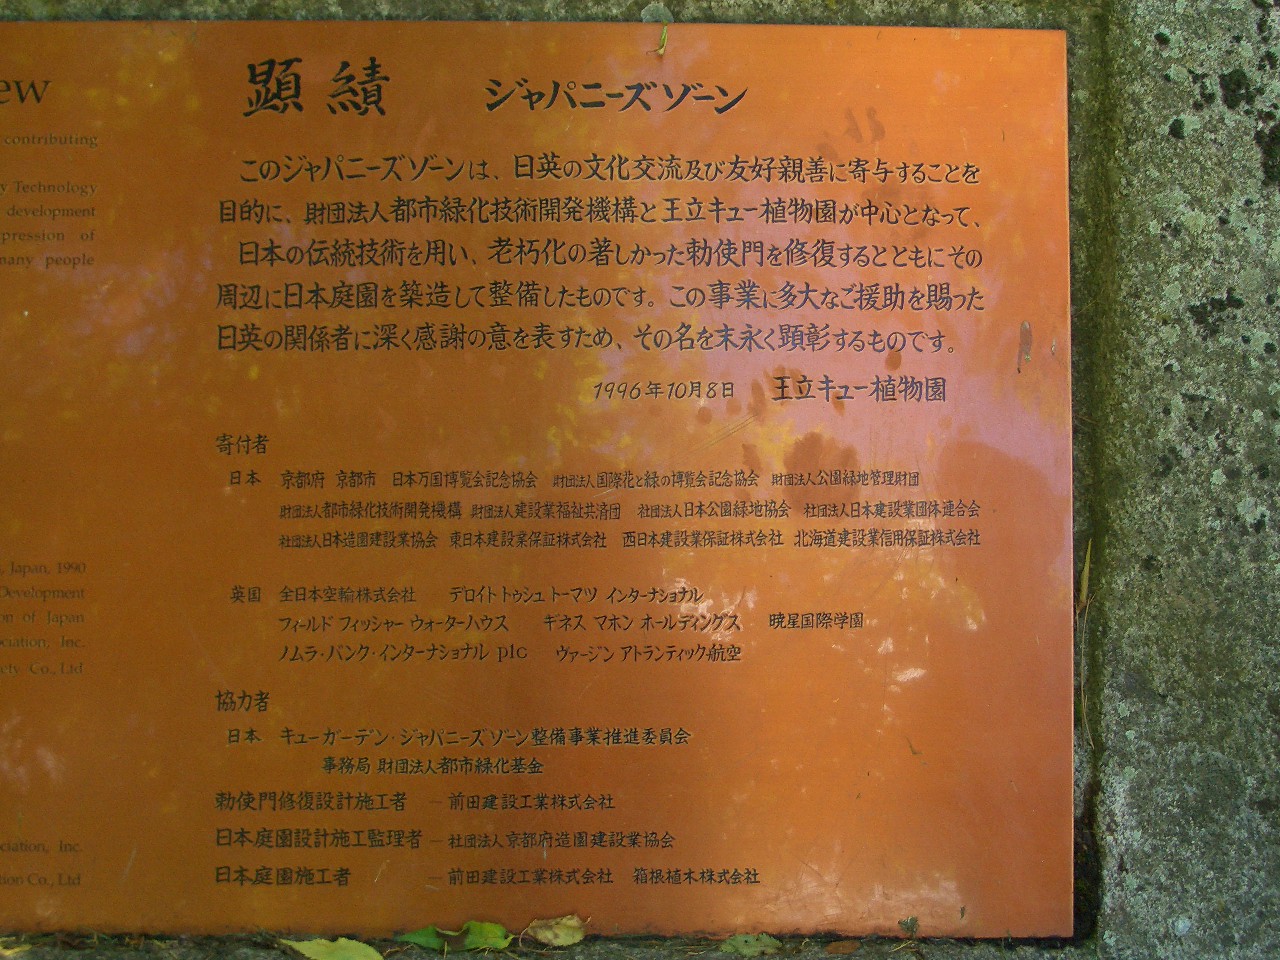 ew
contributing
y Technology
development
pression of
many people
, Japan, 1990
Development
on of Japan
ciation, Inc.
ety Co., Ltd
ciation, Inc.
tion Co., Ltd
顕績 ジャパニーズゾーン
このジャパニーズゾーンは、日英の文化交流及び友好親善に寄与することを
目的に、財団法人都市緑化技術開発機構と王立キュー植物園が中心となって、
日本の伝統技術を用い、老朽化の著しかった勅使門を修復するとともにその
周辺に日本庭園を築造して整備したものです。この事業に多大なご援助を賜った
日英の関係者に深く感謝の意を表すため、その名を末永く顕彰するものです。
1996年10月8日 王立キュー植物園
寄付者
日本 京都府 京都市 日本万国博覧会記念協会 財団法人国際花と緑の博覧会記念協会 財団法人公園緑地管理財団
財団法人都市緑化技術開発機構 財団法人建設業福祉共済団 社団法人日本公園緑地協会 社団法人日本建設業団体連合会
社団法人日本造園建設業協会 東日本建設業保証株式会社 西日本建設業保証株式会社 北海道建設業信用保証株式会社
英国 全日本空輸株式会社 デロイト トゥシュ トーマツ インターナショナル
フィールド フィッシャー ウォーターハウス ギネス マホン ホールディングス 暁星国際学園
ノムラ・バンク・インターナショナル plc ヴァージン アトランティック航空
協力者
日本 キューガーデン・ジャパニーズゾーン整備事業推進委員会
事務局 財団法人都市緑化基金
勅使門修復設計施工者 ー 前田建設工業株式会社
日本庭園設計施工監理者 ー 社団法人京都府造園建設業協会
日本庭園施工者 ー 前田建設工業株式会社 箱根植木株式会社